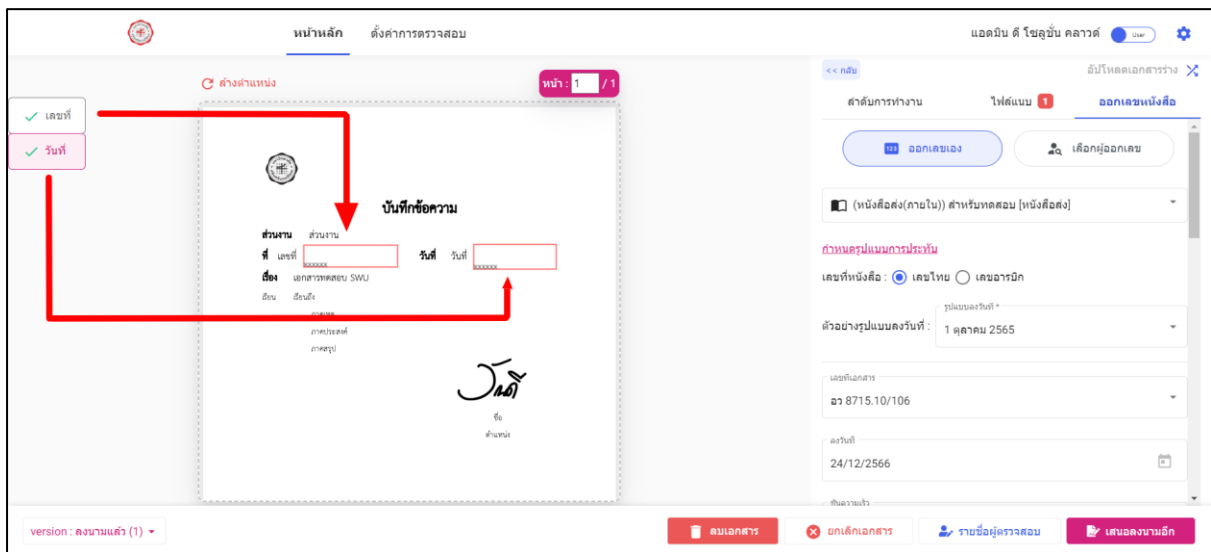 หน้าหลัก ตั้งค่าการตรวจสอบ แอดมิน ดี โซลูชั่น คลาวด์ User
ล้างตำแหน่ง หน้า : 1 / 1
เลขที่
วันที่
บันทึกข้อความ
ส่วนงาน ส่วนงาน
ที่ เลขที่ xxxxxx วันที่ วันที่ xxxxxx
เรื่อง เอกสารทดสอบ SWU
เรียน เรียนถึง
ภาคเหตุ
ภาคประสงค์
ภาคสรุป
วันดี
ชื่อ
ตำแหน่ง
<< กลับ อัปโหลดเอกสารร่าง
ลำดับการทำงาน ไฟล์แนบ 1 ออกเลขหนังสือ
123 ออกเลขเอง เลือกผู้ออกเลข
(หนังสือส่ง(ภายใน)) สำหรับทดสอบ [หนังสือส่ง]
กำหนดรูปแบบการประทับ
เลขที่หนังสือ : เลขไทย เลขอารบิก
รูปแบบลงวันที่ *
ตัวอย่างรูปแบบลงวันที่ : 1 ตุลาคม 2565
เลขที่เอกสาร
อว 8715.10/106
ลงวันที่
24/12/2566
ชั้นความเร็ว
version : ลงนามแล้ว (1) ลบเอกสาร ยกเลิกเอกสาร รายชื่อผู้ตรวจสอบ เสนอลงนามอีก